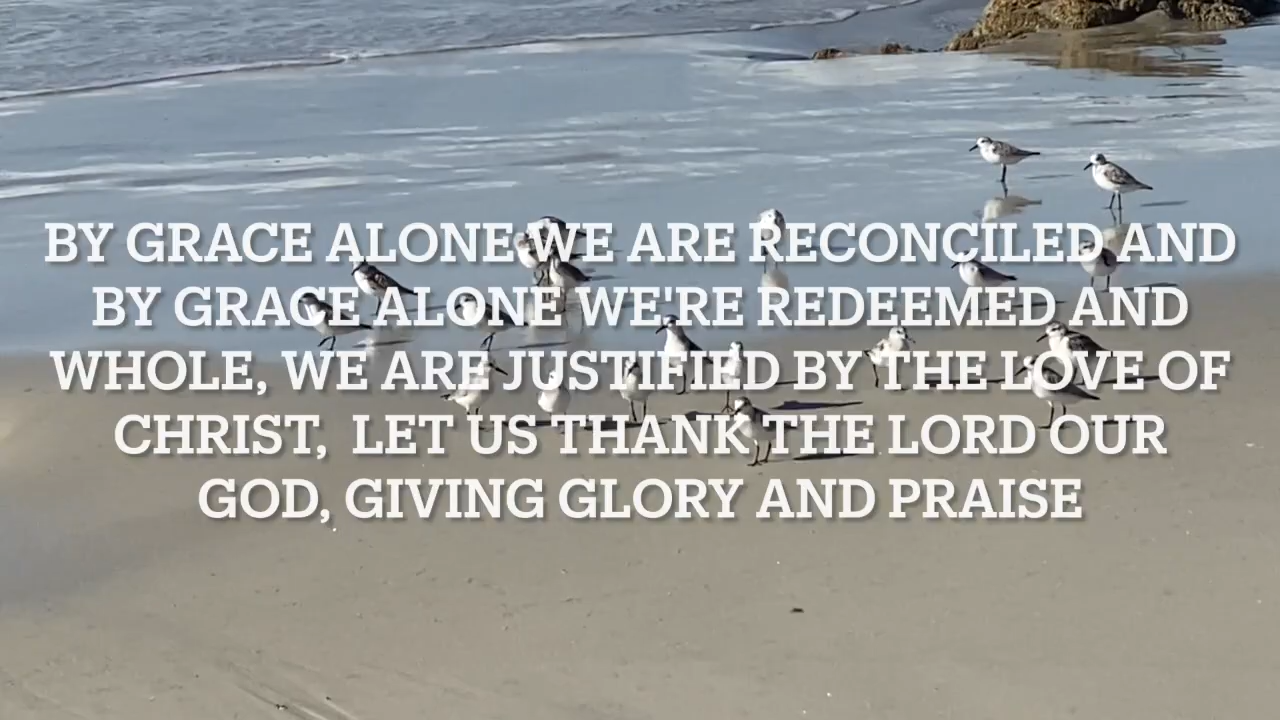 BY GRACE ALONE WE ARE RECONCILED AND
BY GRACE ALONE WE'RE REDEEMED AND
WHOLE, WE ARE JUSTIFIED BY THE LOVE OF
CHRIST,  LET US THANK THE LORD OUR
GOD, GIVING GLORY AND PRAISE